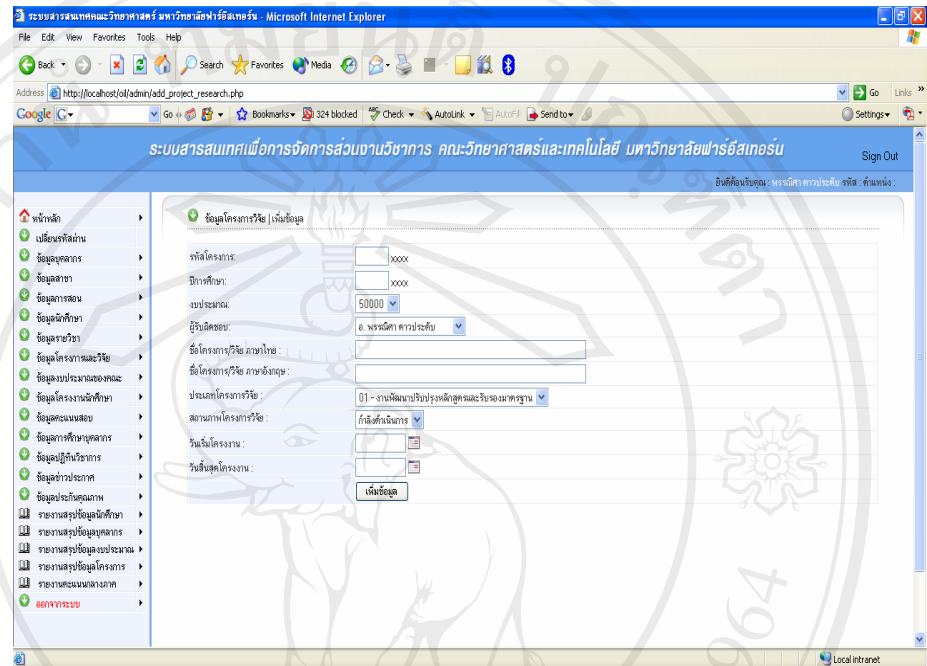 ระบบสารสนเทศคณะวิทยาศาสตร์ มหาวิทยาลัยฟาร์อีสเทอร์น - Microsoft Internet Explorer
File Edit View Favorites Tools Help
Back Search Favorites Media
Address http://localhost/oil/admin/add_project_research.php Go Links »
Google G Go Bookmarks 324 blocked Check AutoLink AutoFill Send to Settings
ระบบสารสนเทศเพื่อการจัดการส่วนงานวิชาการ คณะวิทยาศาสตร์และเทคโนโลยี มหาวิทยาลัยฟาร์อีสเทอร์น
Sign Out
ยินดีต้อนรับคุณ : พรรณิศา ดาวประดับ รหัส : ตำแหน่ง :
หน้าหลัก
เปลี่ยนรหัสผ่าน
ข้อมูลบุคลากร
ข้อมูลสาขา
ข้อมูลการสอน
ข้อมูลนักศึกษา
ข้อมูลรายวิชา
ข้อมูลโครงการและวิจัย
ข้อมูลงบประมาณของคณะ
ข้อมูลโครงงานนักศึกษา
ข้อมูลคะแนนสอบ
ข้อมูลการศึกษาบุคลากร
ข้อมูลปฏิทินวิชาการ
ข้อมูลข่าวประกาศ
ข้อมูลประกันคุณภาพ
รายงานสรุปข้อมูลนักศึกษา
รายงานสรุปข้อมูลบุคลากร
รายงานสรุปข้อมูลงบประมาณ
รายงานสรุปข้อมูลโครงการ
รายงานคะแนนกลางภาค
ออกจากระบบ
ข้อมูลโครงการวิจัย | เพิ่มข้อมูล
รหัสโครงการ: xxxx
ปีการศึกษา: xxxx
งบประมาณ: 50000
ผู้รับผิดชอบ: อ. พรรณิศา ดาวประดับ
ชื่อโครงการ/วิจัย ภาษาไทย :
ชื่อโครงการ/วิจัย ภาษาอังกฤษ :
ประเภทโครงการวิจัย : 01 - งานพัฒนาปรับปรุงหลักสูตรและรับรองมาตรฐาน
สถานภาพโครงการวิจัย : กำลังดำเนินการ
วันเริ่มโครงงาน :
วันสิ้นสุดโครงงาน :
เพิ่มข้อมูล
Local intranet